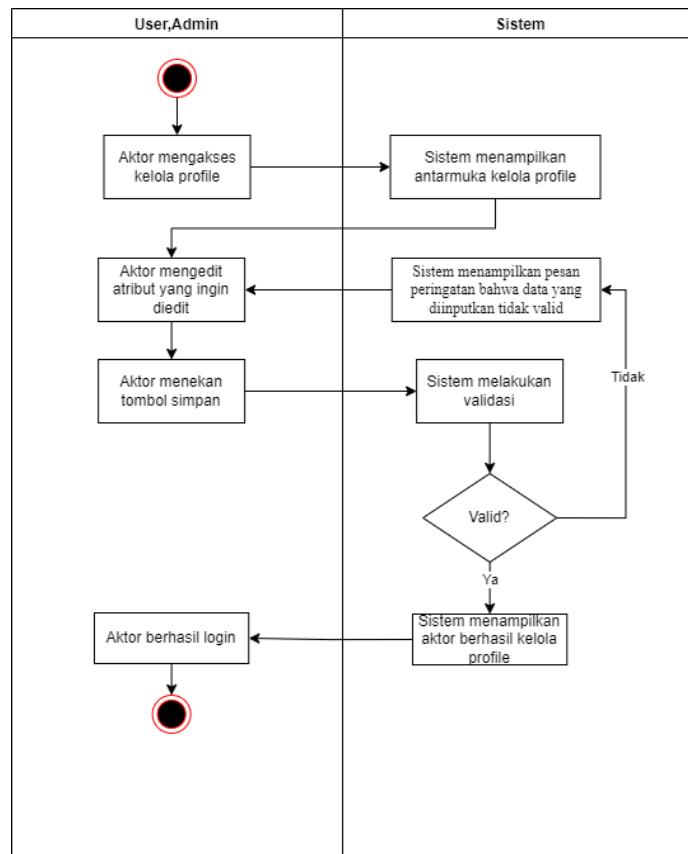 User,Admin
Sistem
Aktor mengakses
kelola profile
Sistem menampilkan
antarmuka kelola profile
Aktor mengedit
atribut yang ingin
diedit
Sistem menampilkan pesan
peringatan bahwa data yang
diinputkan tidak valid
Aktor menekan
tombol simpan
Sistem melakukan
validasi
Tidak
Valid?
Ya
Aktor berhasil login
Sistem menampilkan
aktor berhasil kelola
profile